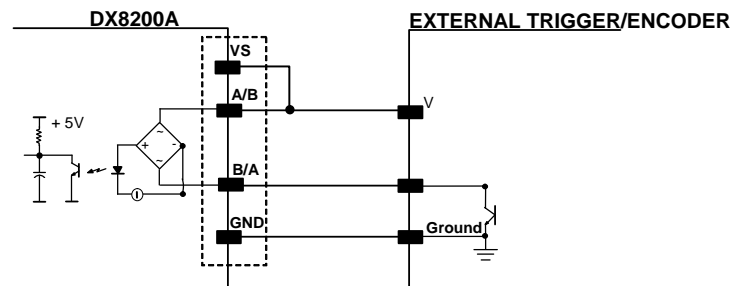 DX8200A
EXTERNAL TRIGGER/ENCODER
VS
A/B
V
+ 5V
+
~
-
~
I
B/A
GND
Ground